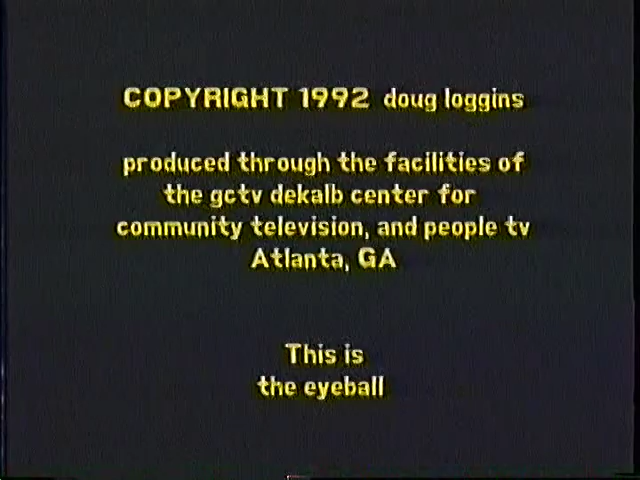 COPYRIGHT 1992 doug loggins
produced through the facilities of
the gctv dekalb center for
community television, and people tv
Atlanta, GA
This is
the eyeball